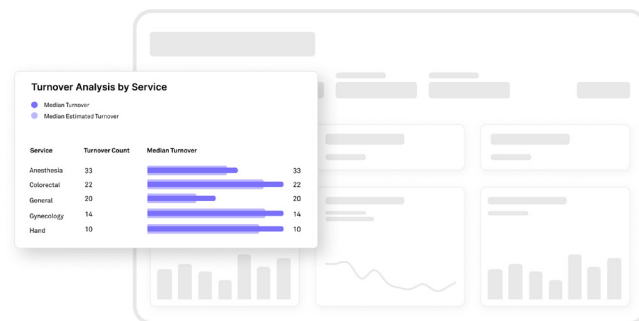 Turnover Analysis by Service
Median Turnover
Median Estimated Turnover
Service Turnover Count Median Turnover
Anesthesia 33 33
Colorectal 22 22
General 20 20
Gynecology 14 14
Hand 10 10